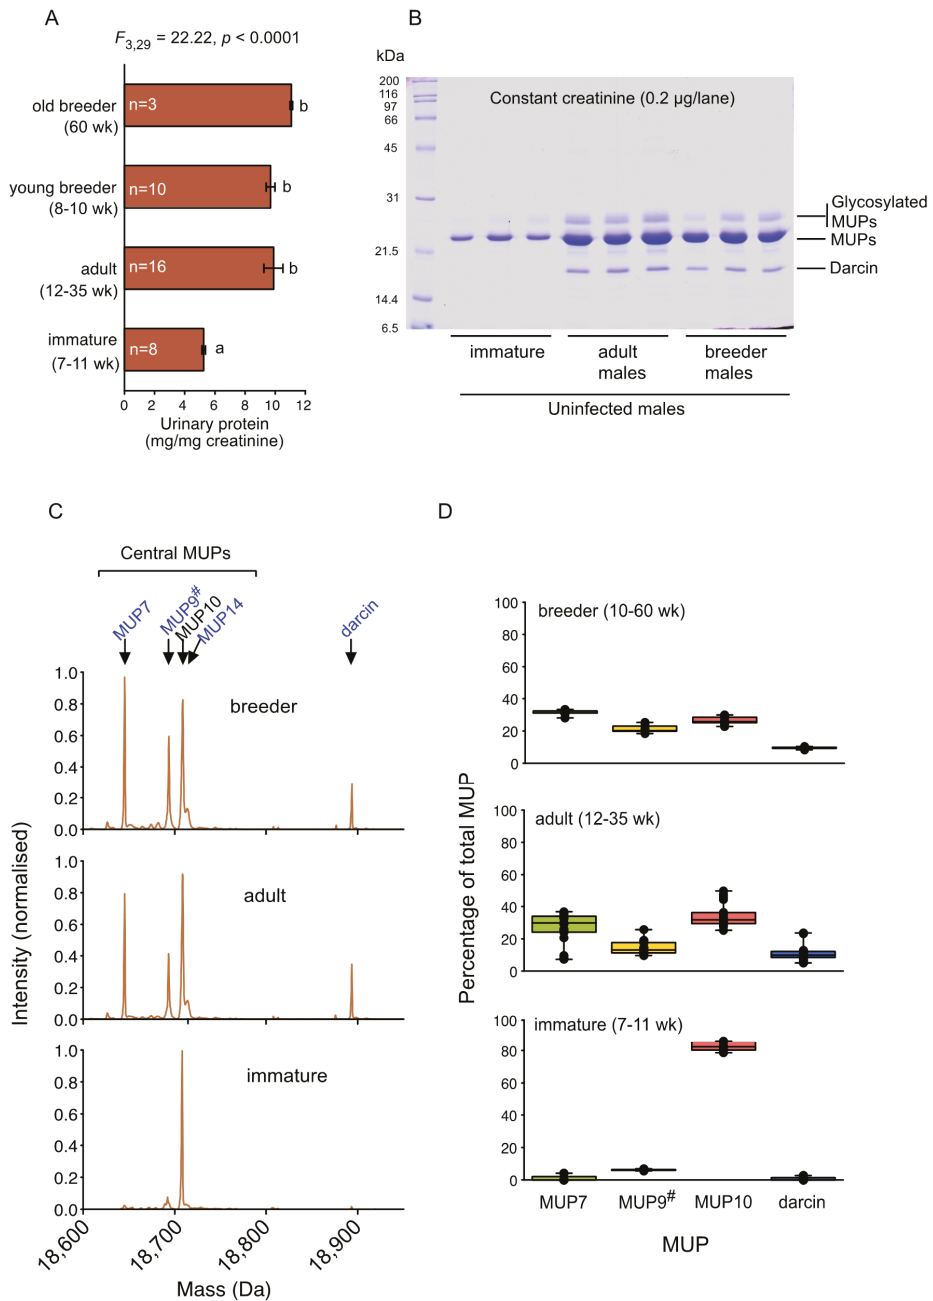 A
F3,29 = 22.22, p < 0.0001
old breeder
(60 wk)
n=3
b
young breeder
(8-10 wk)
n=10
b
adult
(12-35 wk)
n=16
b
immature
(7-11 wk)
n=8
a
0 2 4 6 8 10 12
Urinary protein
(mg/mg creatinine)
B
kDa
200
116
97
66
45
31
21.5
14.4
6.5
Constant creatinine (0.2 µg/lane)
Glycosylated
MUPs
MUPs
Darcin
immature
adult
males
breeder
males
Uninfected males
C
Central MUPs
MUP7
MUP9#
MUP10
MUP14
darcin
Intensity (normalised)
1.0
0.8
0.6
0.4
0.2
0.0
breeder
1.0
0.8
0.6
0.4
0.2
0.0
adult
1.0
0.8
0.6
0.4
0.2
0.0
immature
18,600 18,700 18,800 18,900
Mass (Da)
D
Percentage of total MUP
100
80
60
40
20
0
breeder (10-60 wk)
100
80
60
40
20
0
adult (12-35 wk)
100
80
60
40
20
0
immature (7-11 wk)
MUP7 MUP9# MUP10 darcin
MUP